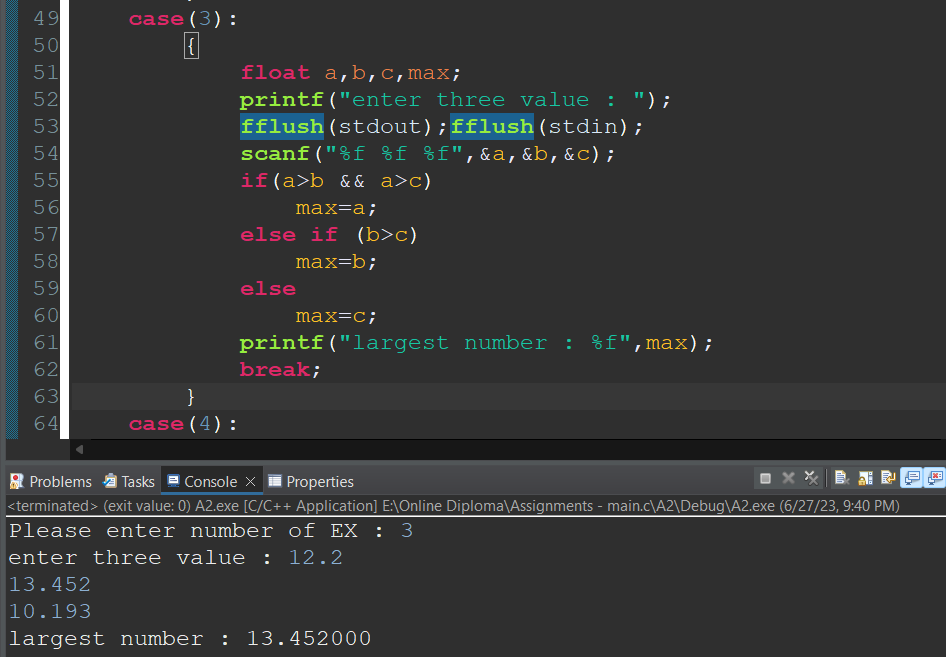 49 case(3):
50 {
51 float a,b,c,max;
52 printf("enter three value : ");
53 fflush(stdout);fflush(stdin);
54 scanf("%f %f %f",&a,&b,&c);
55 if(a>b && a>c)
56 max=a;
57 else if (b>c)
58 max=b;
59 else
60 max=c;
61 printf("largest number : %f",max);
62 break;
63 }
64 case(4):
Problems Tasks Console Properties
<terminated> (exit value: 0) A2.exe [C/C++ Application] E:\Online Diploma\Assignments - main.c\A2\Debug\A2.exe (6/27/23, 9:40 PM)
Please enter number of EX : 3
enter three value : 12.2
13.452
10.193
largest number : 13.452000